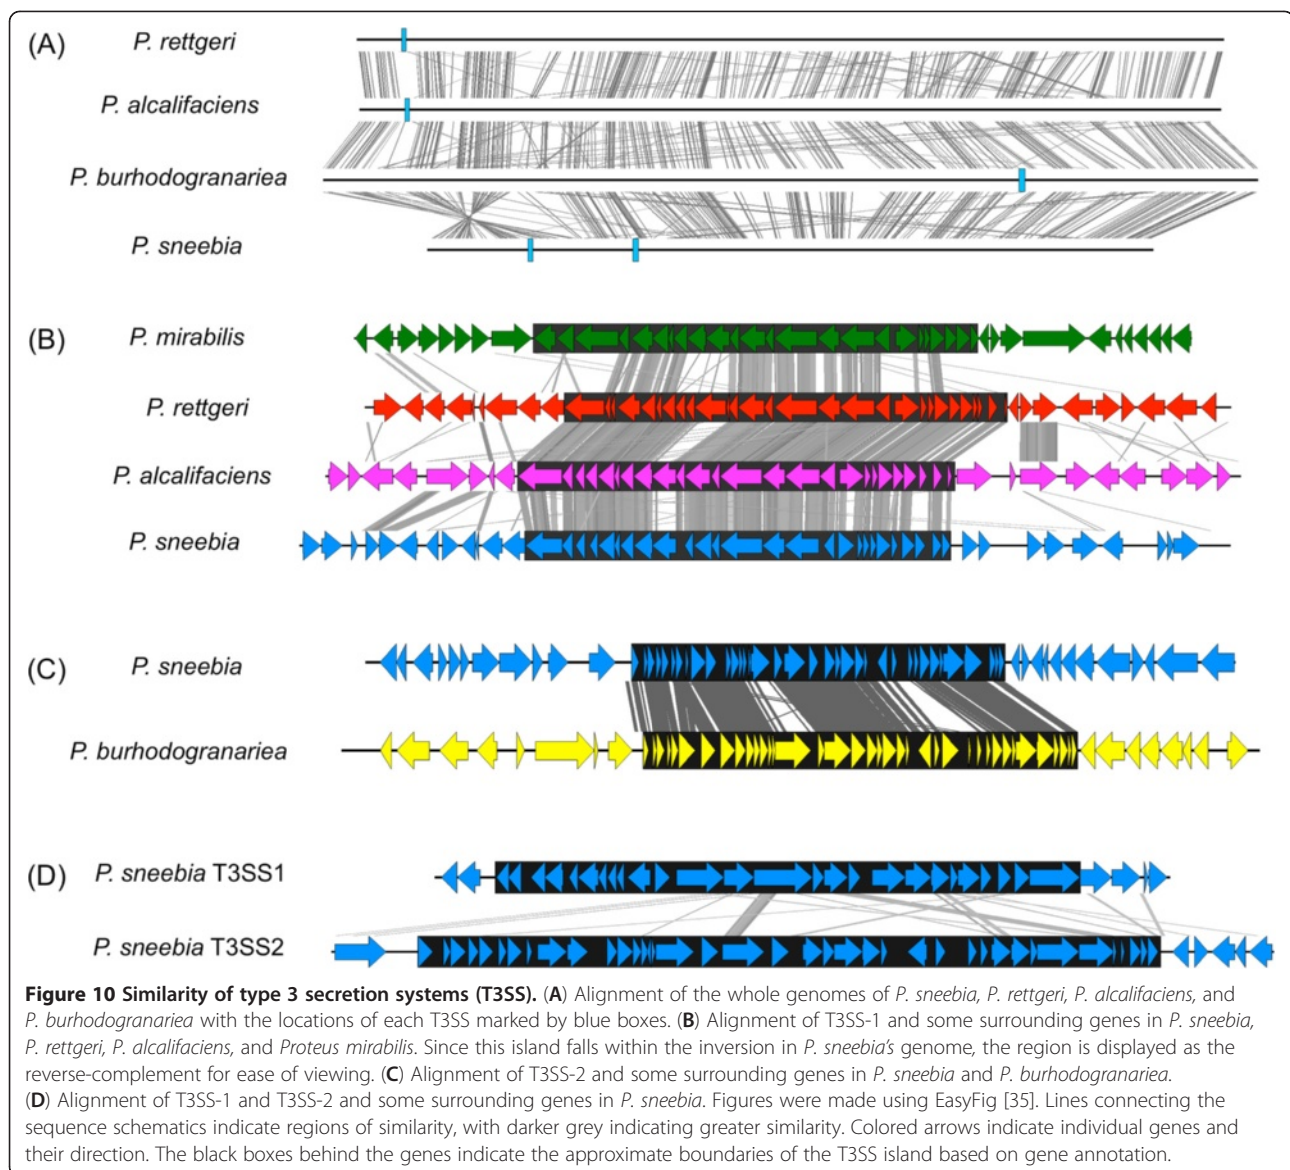 (A)
P. rettgeri
P. alcalifaciens
P. burhodogranariea
P. sneebia
(B)
P. mirabilis
P. rettgeri
P. alcalifaciens
P. sneebia
(C)
P. sneebia
P. burhodogranariea
(D)
P. sneebia T3SS1
P. sneebia T3SS2
Figure 10 Similarity of type 3 secretion systems (T3SS). (A) Alignment of the whole genomes of P. sneebia, P. rettgeri, P. alcalifaciens, and
P. burhodogranariea with the locations of each T3SS marked by blue boxes. (B) Alignment of T3SS-1 and some surrounding genes in P. sneebia,
P. rettgeri, P. alcalifaciens, and Proteus mirabilis. Since this island falls within the inversion in P. sneebia's genome, the region is displayed as the
reverse-complement for ease of viewing. (C) Alignment of T3SS-2 and some surrounding genes in P. sneebia and P. burhodogranariea.
(D) Alignment of T3SS-1 and T3SS-2 and some surrounding genes in P. sneebia. Figures were made using EasyFig [35]. Lines connecting the
sequence schematics indicate regions of similarity, with darker grey indicating greater similarity. Colored arrows indicate individual genes and
their direction. The black boxes behind the genes indicate the approximate boundaries of the T3SS island based on gene annotation.